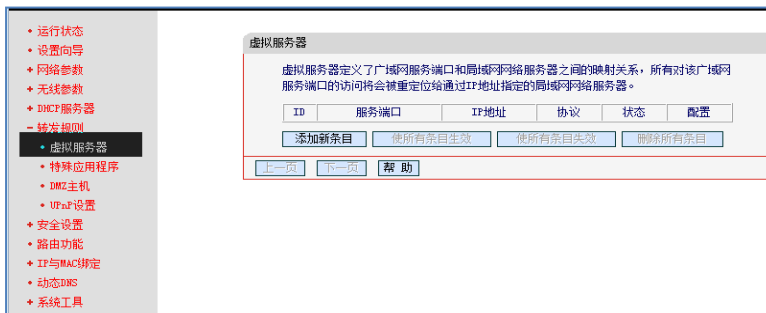 运行状态
设置向导
网络参数
无线参数
DHCP服务器
转发规则
虚拟服务器
特殊应用程序
DMZ主机
UPnP设置
安全设置
路由功能
IP与MAC绑定
动态DNS
系统工具
虚拟服务器
虚拟服务器定义了广域网服务端口和局域网网络服务器之间的映射关系，所有对该广域网
服务端口的访问将会被重定位给通过IP地址指定的局域网网络服务器。
ID 服务端口 IP地址 协议 状态 配置
添加新条目 使所有条目生效 使所有条目失效 删除所有条目
上一页 下一页 帮 助